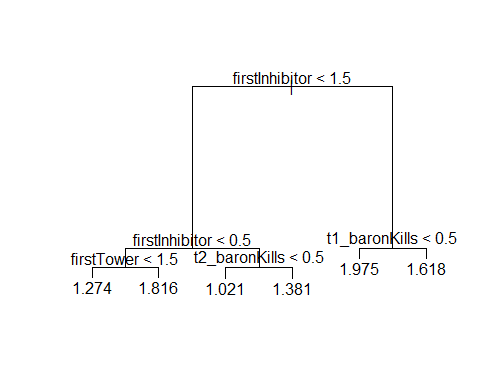 firstInhibitor < 1.5
firstInhibitor < 0.5
t1_baronKills < 0.5
firstTower < 1.5
t2_baronKills < 0.5
1.975
1.618
1.274
1.816
1.021
1.381